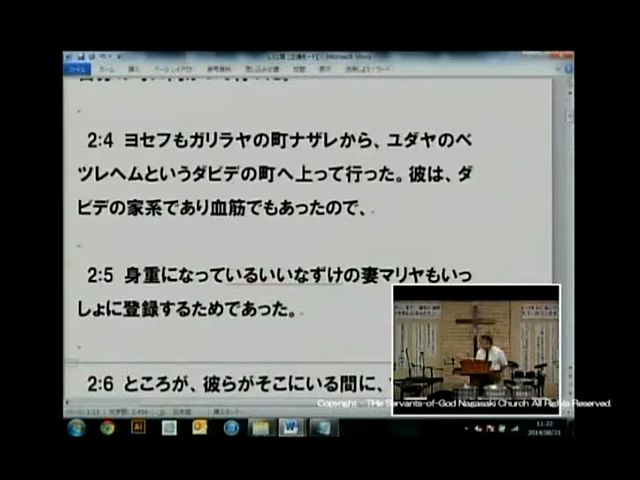 2:4 ヨセフもガリラヤの町ナザレから、ユダヤのベ
ツレヘムというダビデの町へ上って行った。彼は、ダ
ビデの家系であり血筋でもあったので、
2:5 身重になっているいいなずけの妻マリヤもいっ
しょに登録するためであった。
2:6 ところが、彼らがそこにいる間に、
Copyright - THe Servants-of-God Nagasaki Church All Rights Reserved.
11:22
2014/08/31